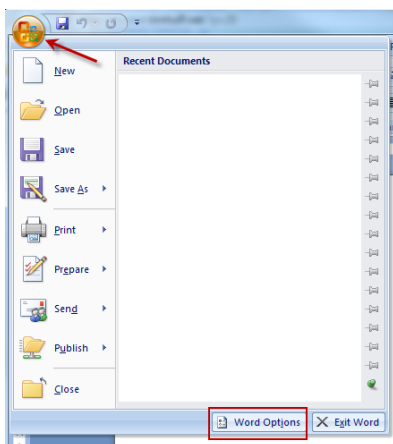 Recent Documents
New
Open
Save
Save As
Print
Prepare
Send
Publish
Close
Word Options
Exit Word